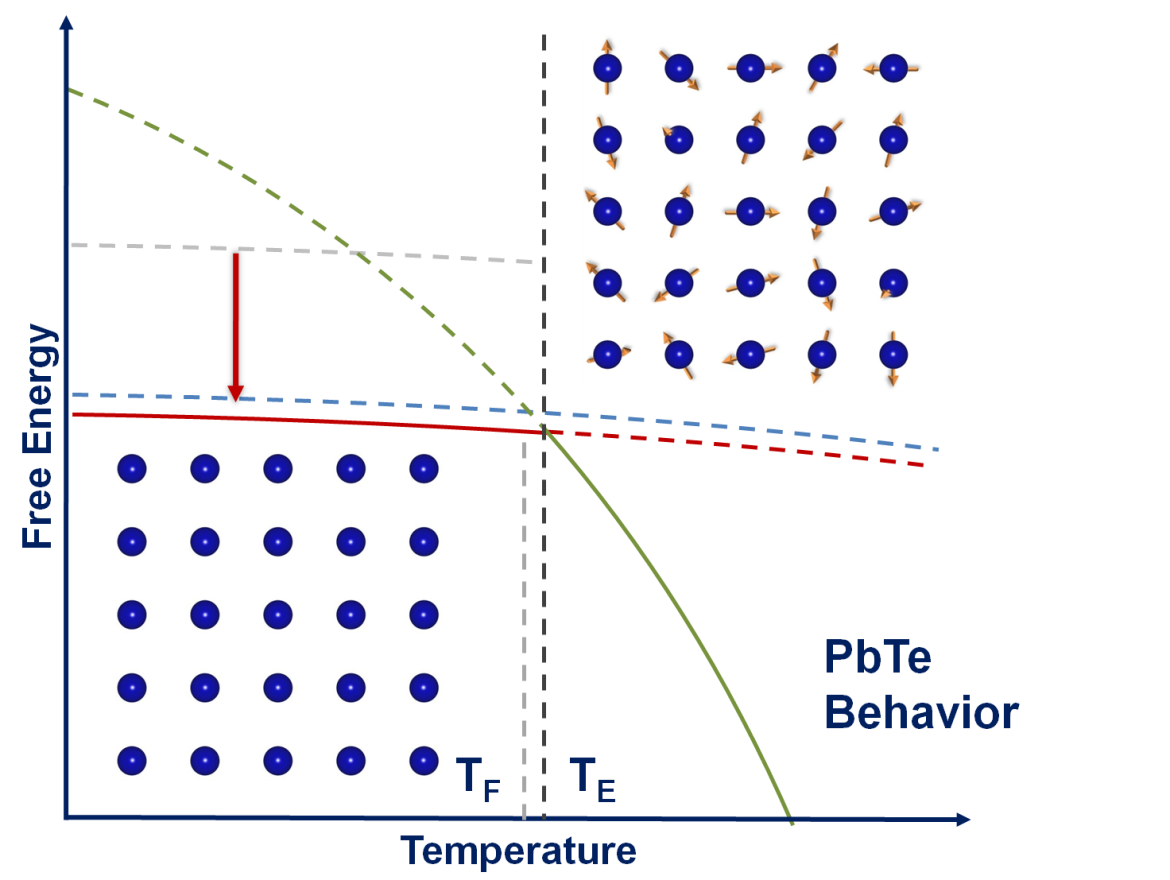 Free Energy
T_F
T_E
PbTe
Behavior
Temperature